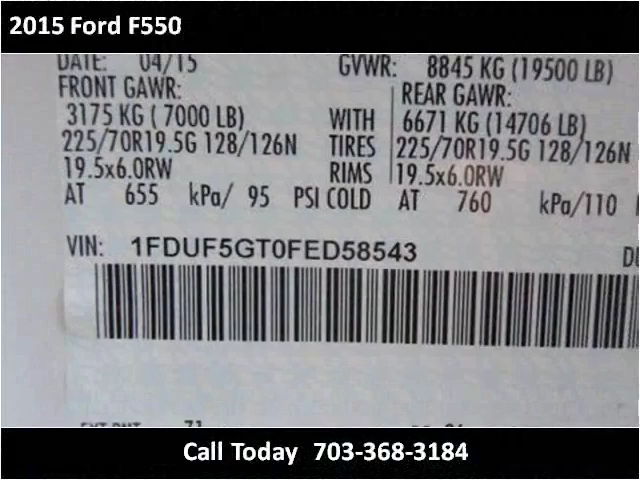 2015 Ford F550
DATE: 04/15 GVWR: 8845 KG (19500 LB)
FRONT GAWR: REAR GAWR:
3175 KG ( 7000 LB) WITH 6671 KG (14706 LB)
225/70R19.5G 128/126N TIRES 225/70R19.5G 128/126N
19.5x6.0RW RIMS 19.5x6.0RW
AT 655 kPa/ 95 PSI COLD AT 760 kPa/110
VIN: 1FDUF5GT0FED58543
Call Today 703-368-3184